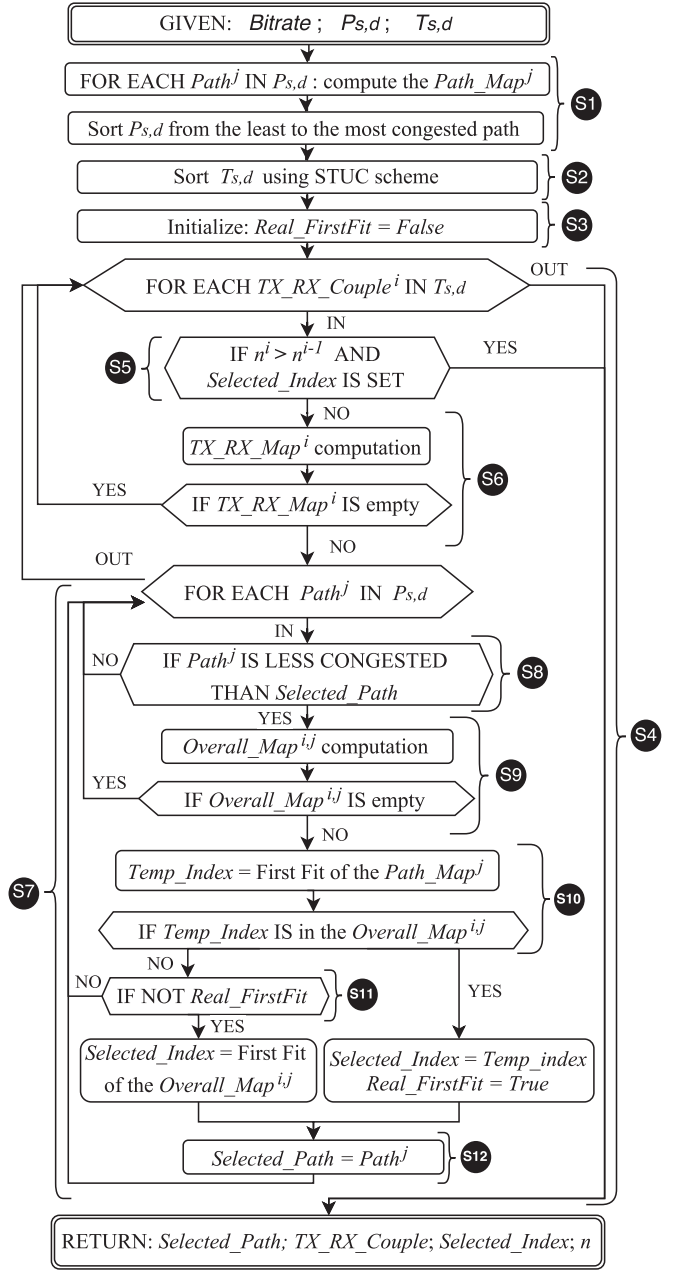 GIVEN: Bitrate ; Ps,d ; Ts,d
FOR EACH Path^j IN Ps,d : compute the Path_Map^j
S1
Sort Ps,d from the least to the most congested path
Sort Ts,d using STUC scheme
S2
Initialize: Real_FirstFit = False
S3
OUT
FOR EACH TX_RX_Couple^i IN Ts,d
IN
YES
IF n^i > n^i-1 AND
Selected_Index IS SET
S5
NO
TX_RX_Map^i computation
S6
YES
IF TX_RX_Map^i IS empty
NO
OUT
FOR EACH Path^j IN Ps,d
IN
NO
IF Path^j IS LESS CONGESTED
THAN Selected_Path
S8
YES
Overall_Map^i,j computation
S4
S9
YES
IF Overall_Map^i,j IS empty
NO
Temp_Index = First Fit of the Path_Map^j
S7
S10
IF Temp_Index IS in the Overall_Map^i,j
NO
YES
NO
IF NOT Real_FirstFit
S11
YES
Selected_Index = First Fit
of the Overall_Map^i,j
Selected_Index = Temp_index
Real_FirstFit = True
Selected_Path = Path^j
S12
RETURN: Selected_Path; TX_RX_Couple; Selected_Index; n